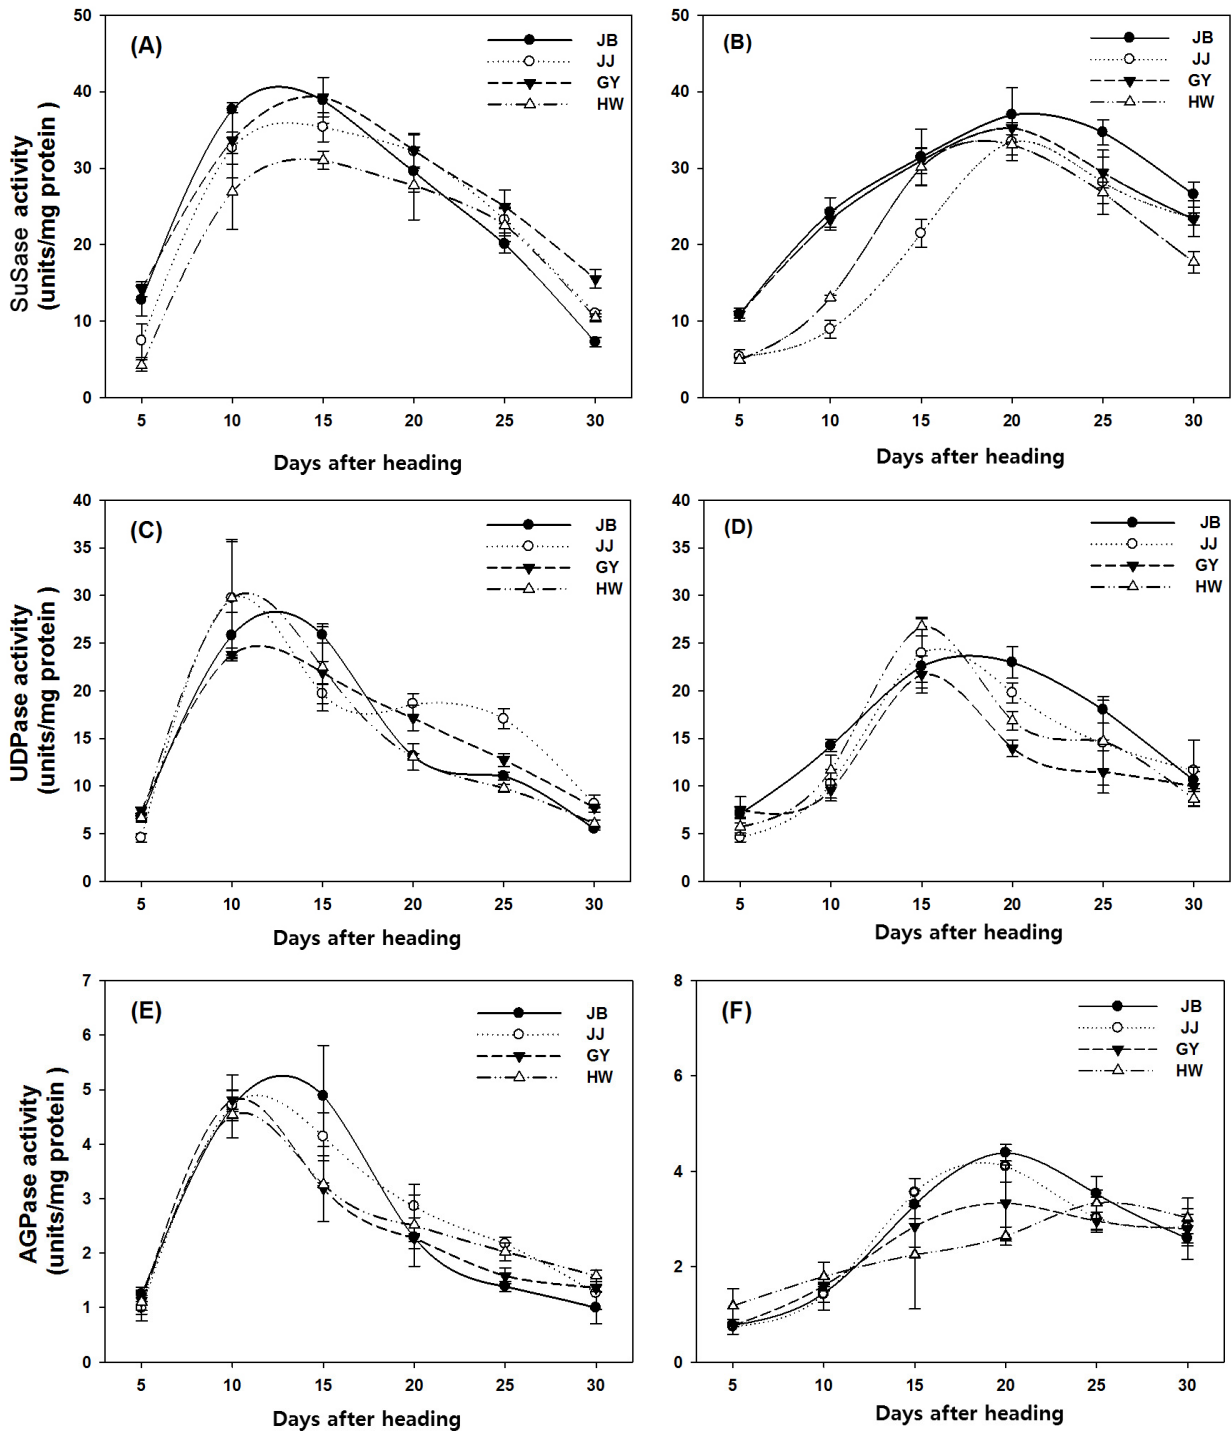 50
(A)
JB
JJ
GY
HW
40
30
20
10
0
SuSase activity
(units/mg protein )
5 10 15 20 25 30
Days after heading
50
(B)
JB
JJ
GY
HW
40
30
20
10
0
5 10 15 20 25 30
Days after heading
40
(C)
JB
JJ
GY
HW
35
30
25
20
15
10
5
0
UDPase activity
(units/mg protein )
5 10 15 20 25 30
Days after heading
40
(D)
JB
JJ
GY
HW
35
30
25
20
15
10
5
0
5 10 15 20 25 30
Days after heading
7
(E)
JB
JJ
GY
HW
6
5
4
3
2
1
0
AGPase activity
(units/mg protein )
5 10 15 20 25 30
Days after heading
8
(F)
JB
JJ
GY
HW
6
4
2
0
5 10 15 20 25 30
Days after heading